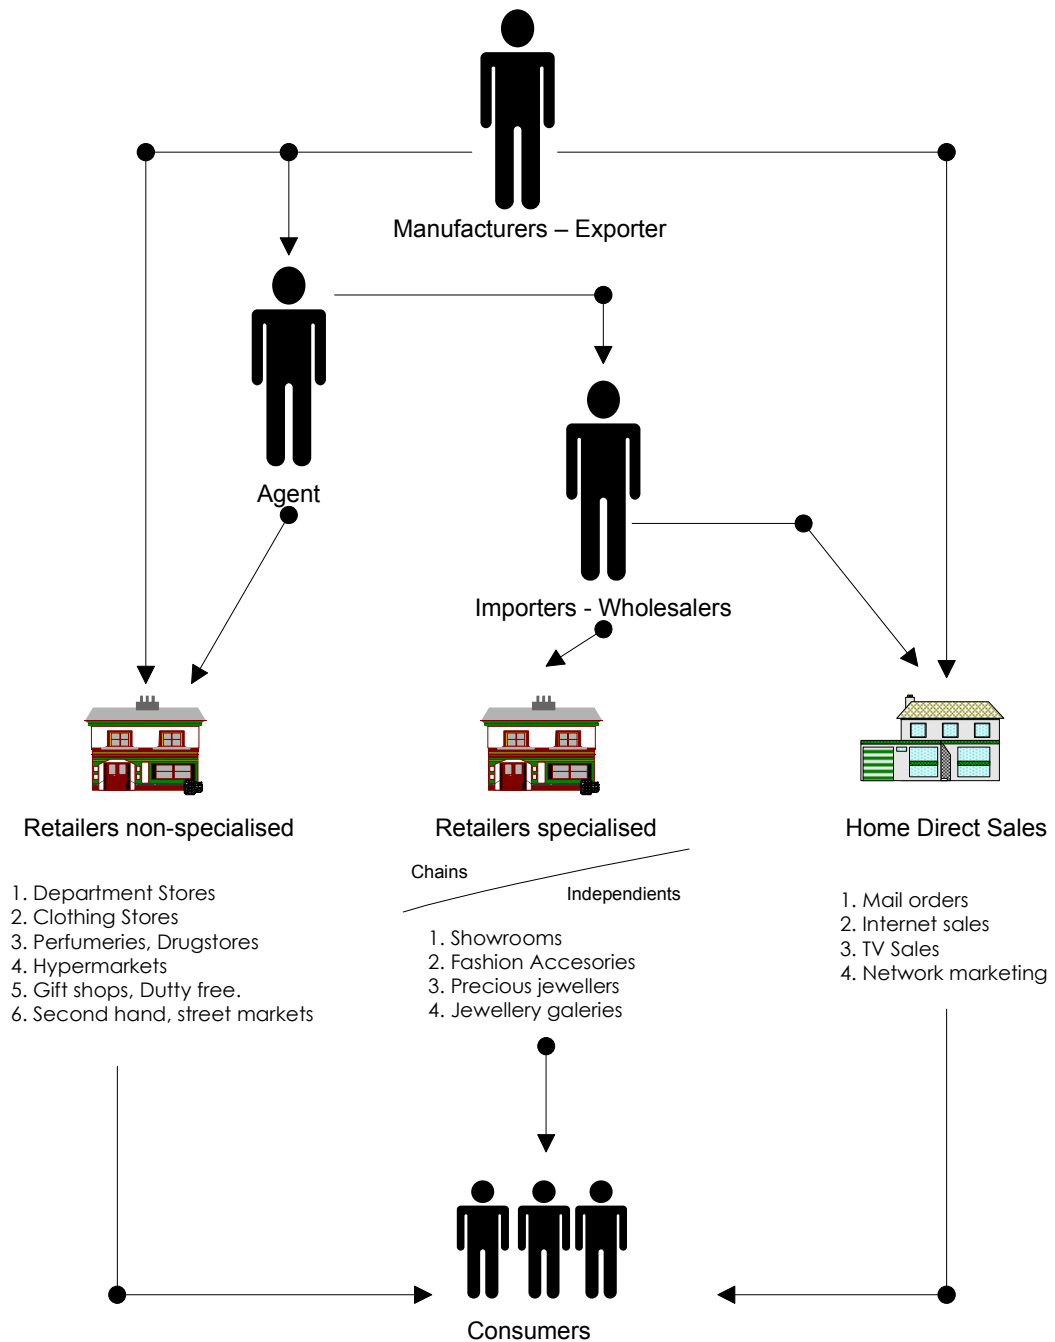 Manufacturers – Exporter
Agent
Importers - Wholesalers
Retailers non-specialised
1. Department Stores
2. Clothing Stores
3. Perfumeries, Drugstores
4. Hypermarkets
5. Gift shops, Dutty free.
6. Second hand, street markets
Retailers specialised
Chains
Independients
1. Showrooms
2. Fashion Accesories
3. Precious jewellers
4. Jewellery galeries
Home Direct Sales
1. Mail orders
2. Internet sales
3. TV Sales
4. Network marketing
Consumers